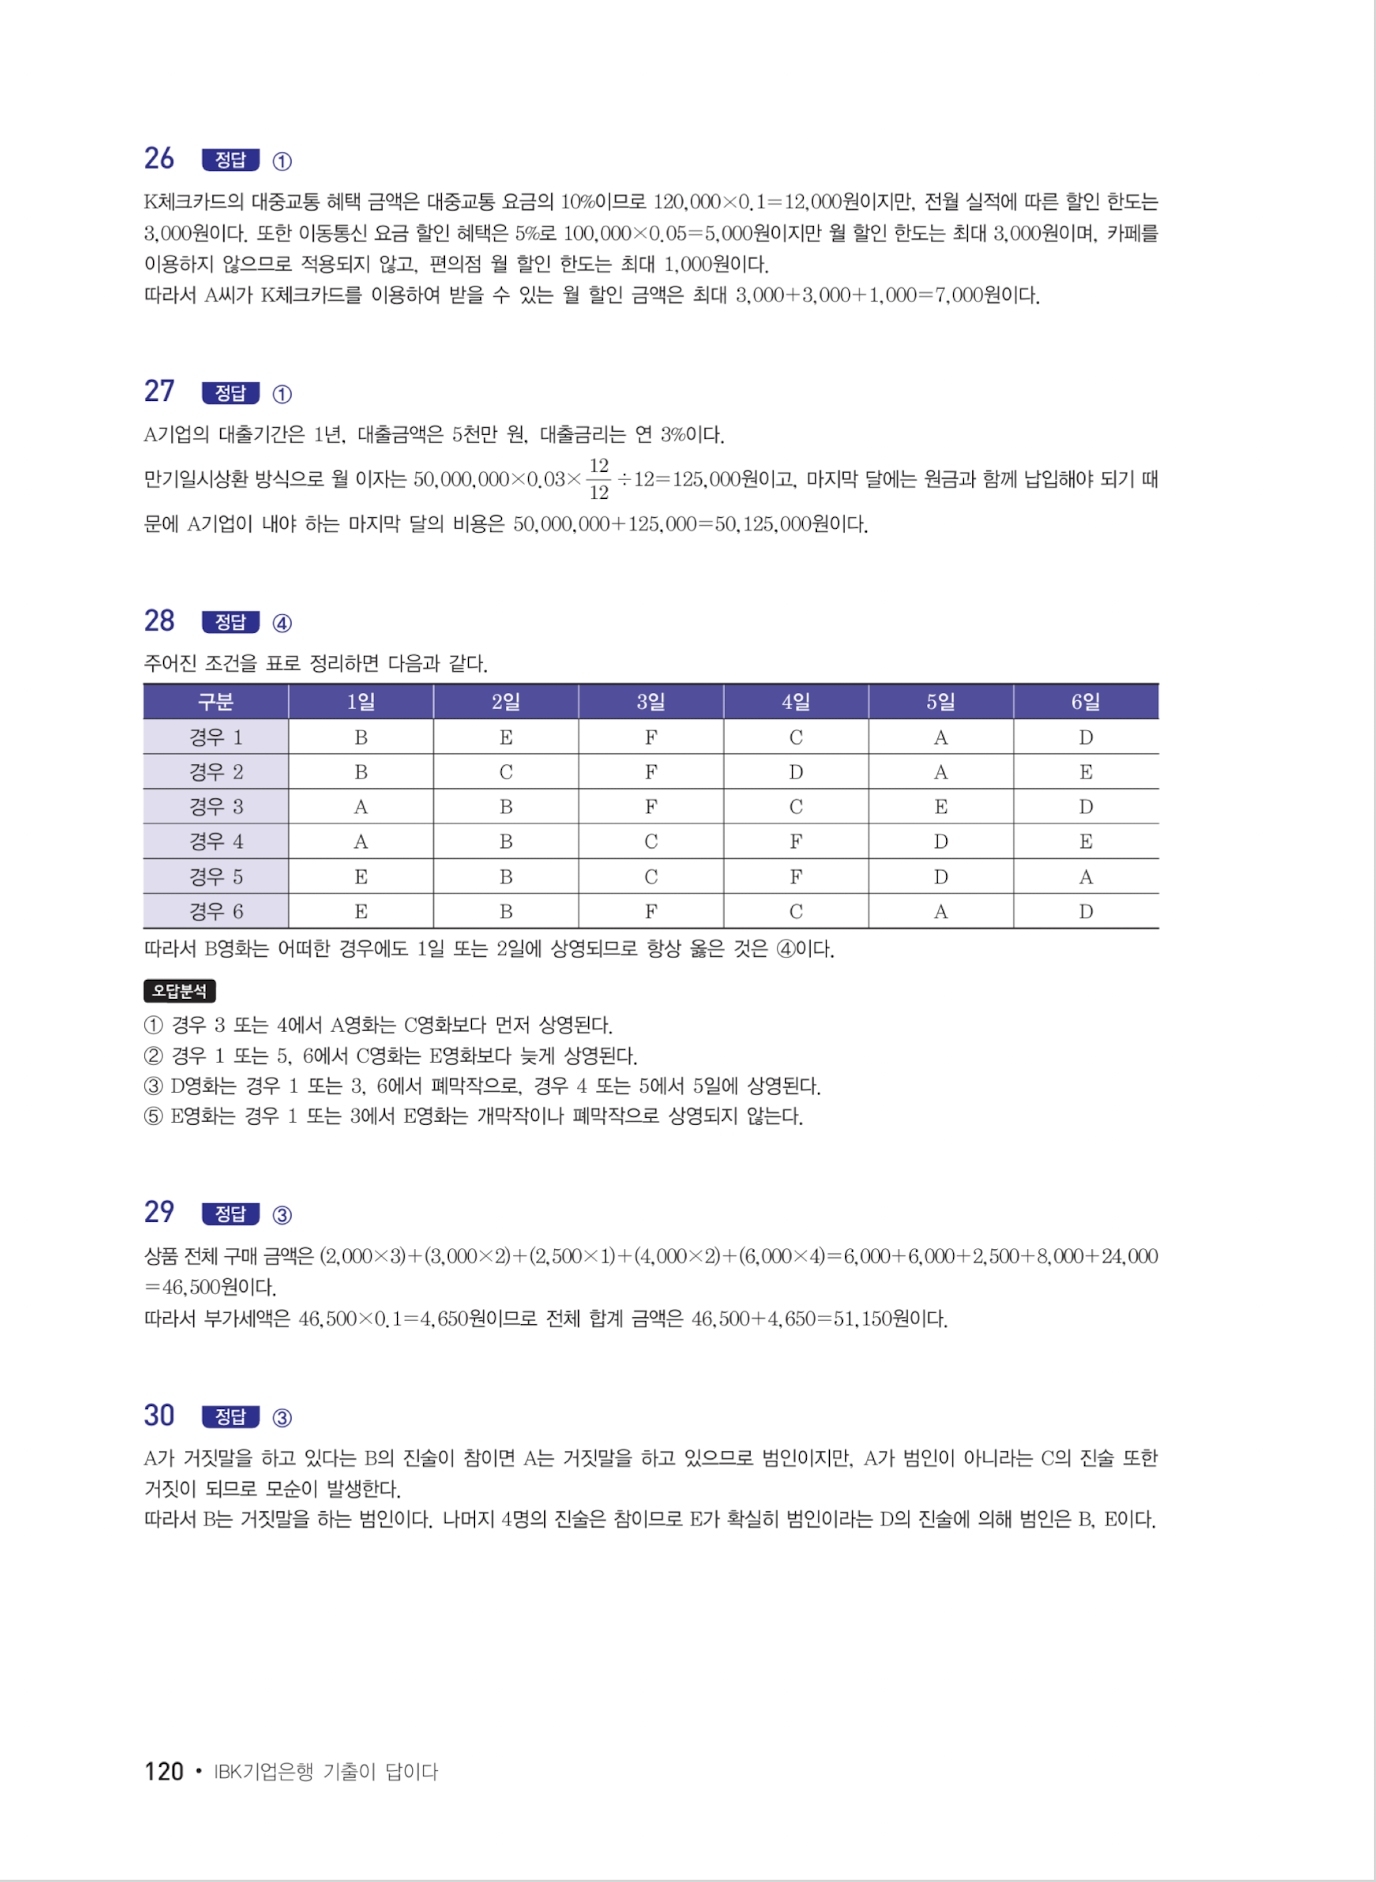 26 정답 ①
K체크카드의 대중교통 혜택 금액은 대중교통 요금의 10%이므로 120,000×0.1=12,000원이지만, 전월 실적에 따른 할인 한도는
3,000원이다. 또한 이동통신 요금 할인 혜택은 5%로 100,000×0.05=5,000원이지만 월 할인 한도는 최대 3,000원이며, 카페를
이용하지 않으므로 적용되지 않고, 편의점 월 할인 한도는 최대 1,000원이다.
따라서 A씨가 K체크카드를 이용하여 받을 수 있는 월 할인 금액은 최대 3,000+3,000+1,000=7,000원이다.
27 정답 ①
A기업의 대출기간은 1년, 대출금액은 5천만 원, 대출금리는 연 3%이다.
만기일시상환 방식으로 월 이자는 50,000,000×0.03×12/12÷12=125,000원이고, 마지막 달에는 원금과 함께 납입해야 되기 때
문에 A기업이 내야 하는 마지막 달의 비용은 50,000,000+125,000=50,125,000원이다.
28 정답 ④
주어진 조건을 표로 정리하면 다음과 같다.
구분 1일 2일 3일 4일 5일 6일
경우 1 B E F C A D
경우 2 B C F D A E
경우 3 A B F C E D
경우 4 A B C F D E
경우 5 E B C F D A
경우 6 E B F C A D
따라서 B영화는 어떠한 경우에도 1일 또는 2일에 상영되므로 항상 옳은 것은 ④이다.
오답분석
① 경우 3 또는 4에서 A영화는 C영화보다 먼저 상영된다.
② 경우 1 또는 5, 6에서 C영화는 E영화보다 늦게 상영된다.
③ D영화는 경우 1 또는 3, 6에서 폐막작으로, 경우 4 또는 5에서 5일에 상영된다.
⑤ E영화는 경우 1 또는 3에서 E영화는 개막작이나 폐막작으로 상영되지 않는다.
29 정답 ③
상품 전체 구매 금액은 (2,000×3)+(3,000×2)+(2,500×1)+(4,000×2)+(6,000×4)=6,000+6,000+2,500+8,000+24,000
=46,500원이다.
따라서 부가세액은 46,500×0.1=4,650원이므로 전체 합계 금액은 46,500+4,650=51,150원이다.
30 정답 ③
A가 거짓말을 하고 있다는 B의 진술이 참이면 A는 거짓말을 하고 있으므로 범인이지만, A가 범인이 아니라는 C의 진술 또한
거짓이 되므로 모순이 발생한다.
따라서 B는 거짓말을 하는 범인이다. 나머지 4명의 진술은 참이므로 E가 확실히 범인이라는 D의 진술에 의해 범인은 B, E이다.
120 • IBK기업은행 기출이 답이다